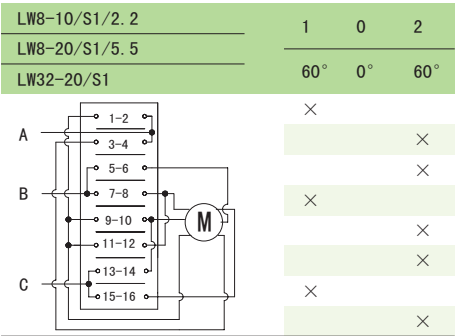 LW8-10/S1/2.2
LW8-20/S1/5.5
LW32-20/S1
1 0 2
60° 0° 60°
1-2 ×
A
3-4 ×
5-6 ×
B 7-8 ×
9-10 M ×
11-12 ×
13-14 ×
C
15-16 ×